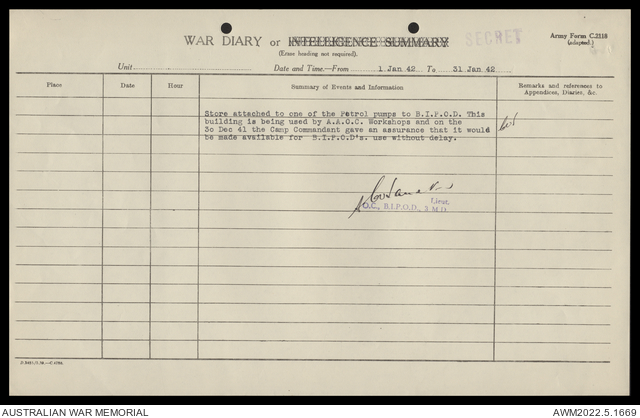 WAR DIARY or INTELLIGENCE SUMMARY. SECRET Army Form C.2118
(Erase heading not required). (adapted.)
Unit Date and Time.—From 1 Jan 42 To 31 Jan 42
Place Date Hour Summary of Events and Information Remarks and references to
Appendices, Diaries, &c.
Store attached to one of the Petrol pumps to B.I.P.O.D. This
building is being used by A.A.O.C. Workshops and on the
30 Dec 41 the Camp Commandant gave an assurance that it would
be made available for B.I.P.O.D's. use without delay.
Lieut.
O.C., B.I.P.O.D., 3 M.D.
AUSTRALIAN WAR MEMORIAL AWM2022.5.1669